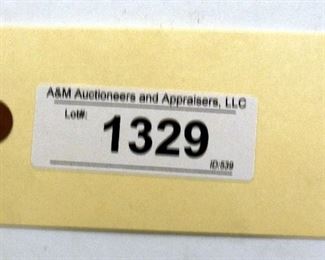 A&M Auctioneers and Appraisers, LLC
Lot#:
1329
ID:539